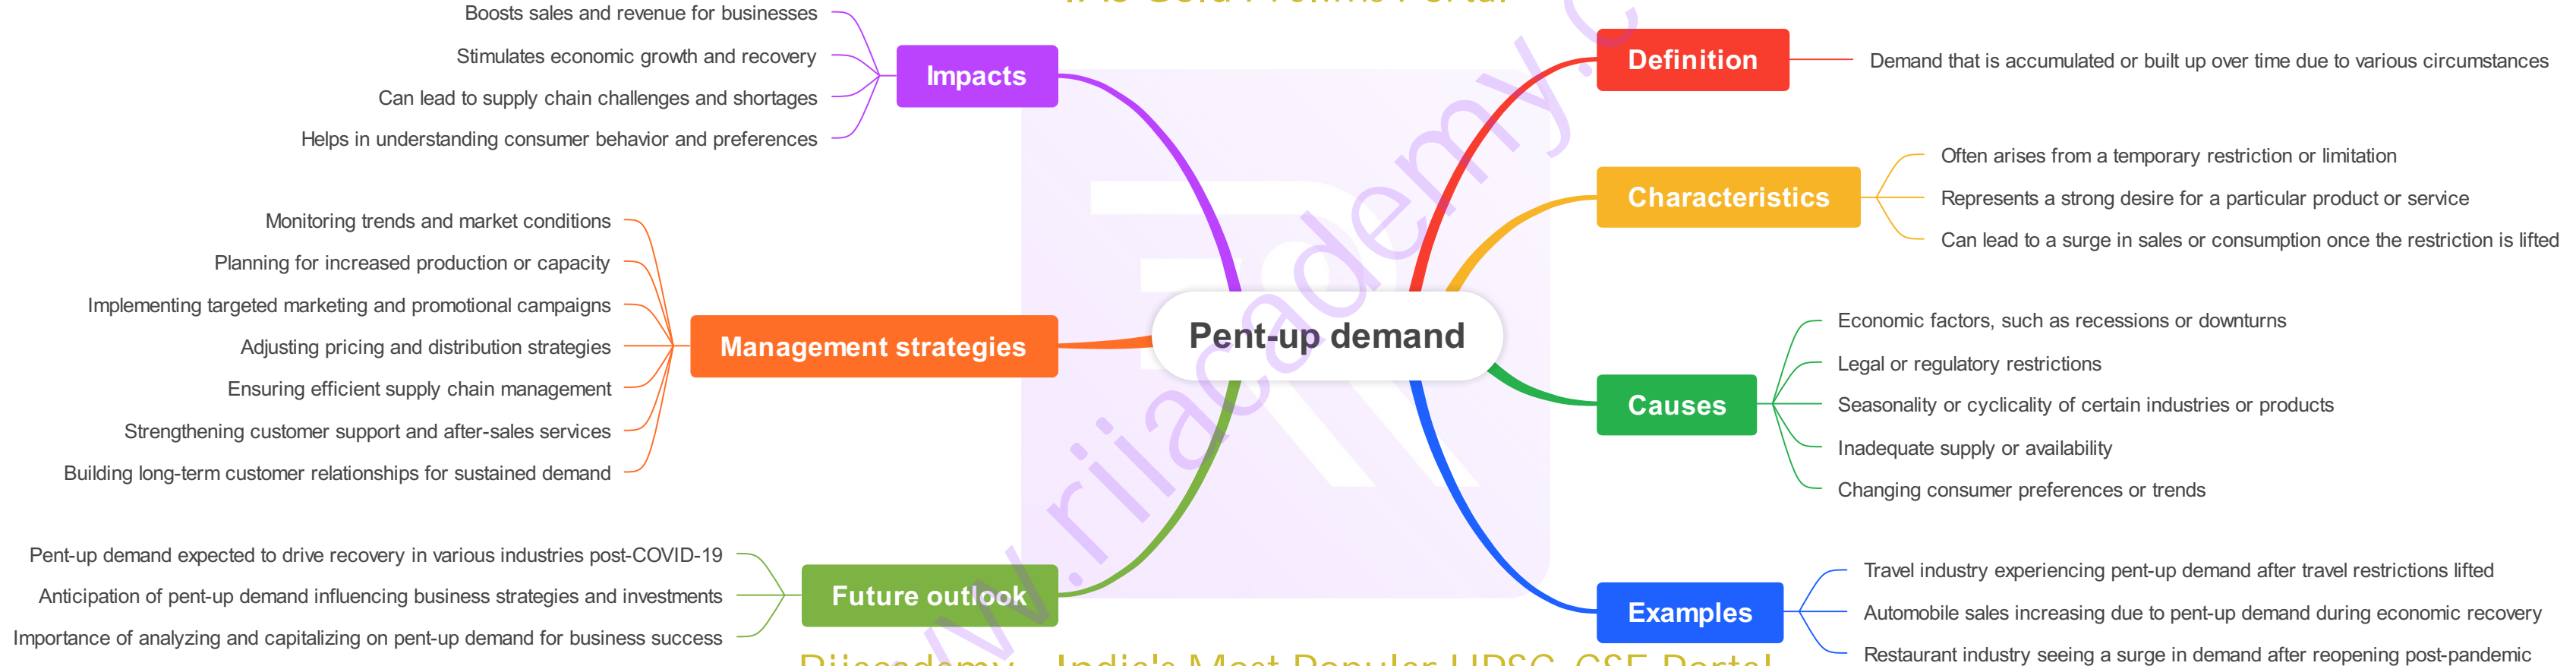 IAS Gold Prelims Portal
Pent-up demand
Definition
Demand that is accumulated or built up over time due to various circumstances
Characteristics
Often arises from a temporary restriction or limitation
Represents a strong desire for a particular product or service
Can lead to a surge in sales or consumption once the restriction is lifted
Causes
Economic factors, such as recessions or downturns
Legal or regulatory restrictions
Seasonality or cyclicality of certain industries or products
Inadequate supply or availability
Changing consumer preferences or trends
Examples
Travel industry experiencing pent-up demand after travel restrictions lifted
Automobile sales increasing due to pent-up demand during economic recovery
Restaurant industry seeing a surge in demand after reopening post-pandemic
Impacts
Boosts sales and revenue for businesses
Stimulates economic growth and recovery
Can lead to supply chain challenges and shortages
Helps in understanding consumer behavior and preferences
Management strategies
Monitoring trends and market conditions
Planning for increased production or capacity
Implementing targeted marketing and promotional campaigns
Adjusting pricing and distribution strategies
Ensuring efficient supply chain management
Strengthening customer support and after-sales services
Building long-term customer relationships for sustained demand
Future outlook
Pent-up demand expected to drive recovery in various industries post-COVID-19
Anticipation of pent-up demand influencing business strategies and investments
Importance of analyzing and capitalizing on pent-up demand for business success
w.riiacademy.c
India's Most Popular UPSC CSE Portal